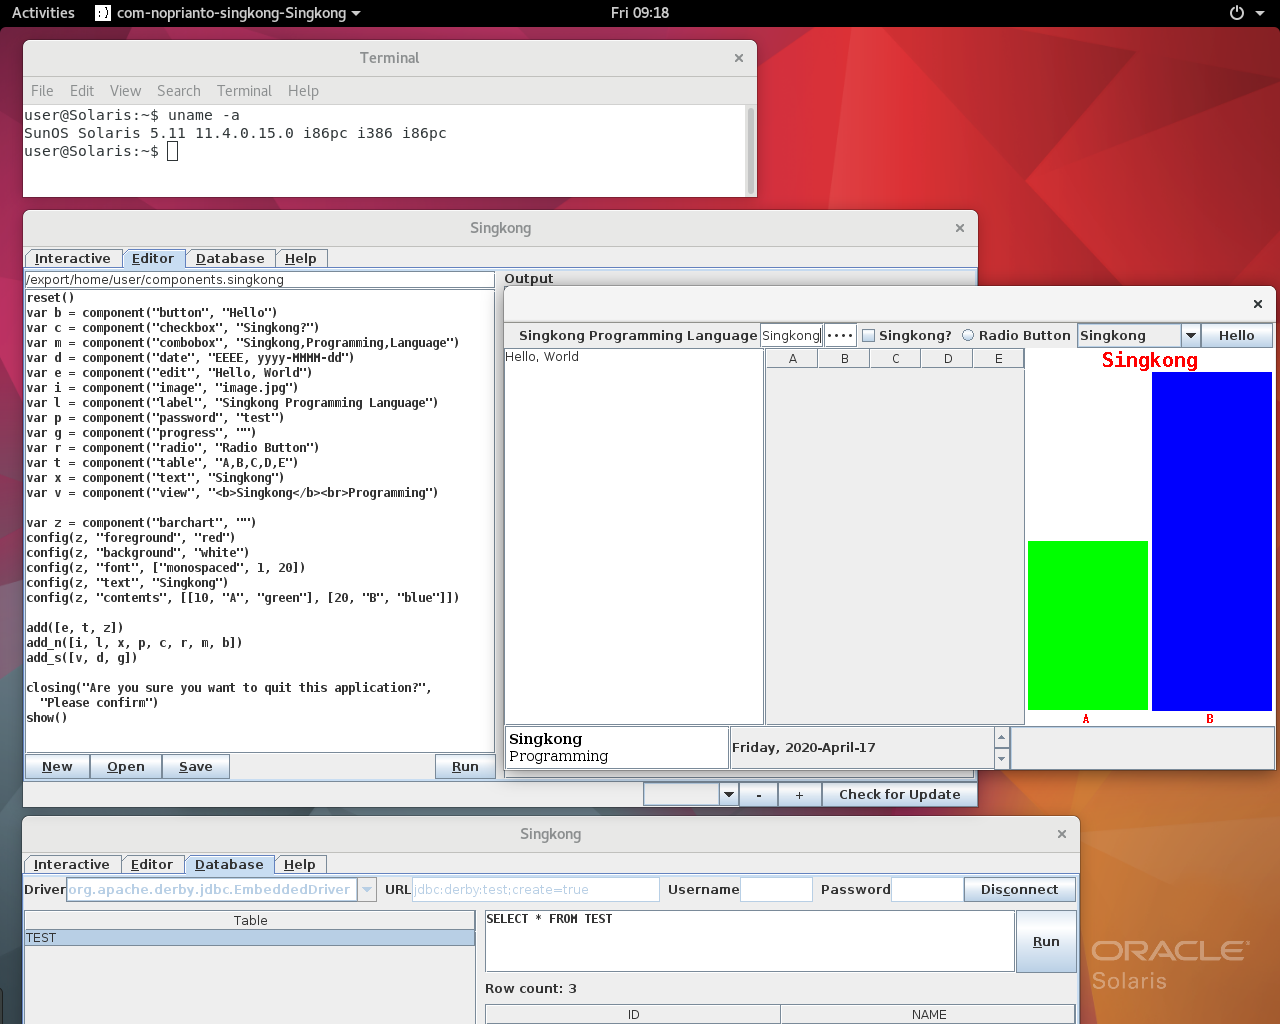 Activities
:) com-noprianto-singkong-Singkong
Fri 09:18
Terminal
File Edit View Search Terminal Help
user@Solaris:~$ uname -a
SunOS Solaris 5.11 11.4.0.15.0 i86pc i386 i86pc
user@Solaris:~$
Singkong
Interactive Editor Database Help
/export/home/user/components.singkong
reset()
var b = component("button", "Hello")
var c = component("checkbox", "Singkong?")
var m = component("combobox", "Singkong,Programming,Language")
var d = component("date", "EEEE, yyyy-MMMM-dd")
var e = component("edit", "Hello, World")
var i = component("image", "image.jpg")
var l = component("label", "Singkong Programming Language")
var p = component("password", "test")
var g = component("progress", "")
var r = component("radio", "Radio Button")
var t = component("table", "A,B,C,D,E")
var x = component("text", "Singkong")
var v = component("view", "<b>Singkong</b><br>Programming")
var z = component("barchart", "")
config(z, "foreground", "red")
config(z, "background", "white")
config(z, "font", ["monospaced", 1, 20])
config(z, "text", "Singkong")
config(z, "contents", [[10, "A", "green"], [20, "B", "blue"]])
add([e, t, z])
add_n([i, l, x, p, c, r, m, b])
add_s([v, d, g])
closing("Are you sure you want to quit this application?",
"Please confirm")
show()
New Open Save Run
Output
Singkong Programming Language Singkong •••• Singkong? Radio Button Singkong Hello
Hello, World
A B C D E
Singkong
A B
Singkong
Programming
Friday, 2020-April-17
- + Check for Update
Singkong
Interactive Editor Database Help
Driver org.apache.derby.jdbc.EmbeddedDriver URL jdbc:derby:test;create=true Username Password Disconnect
Table
TEST
SELECT * FROM TEST
Run
Row count: 3
ID NAME
ORACLE
Solaris